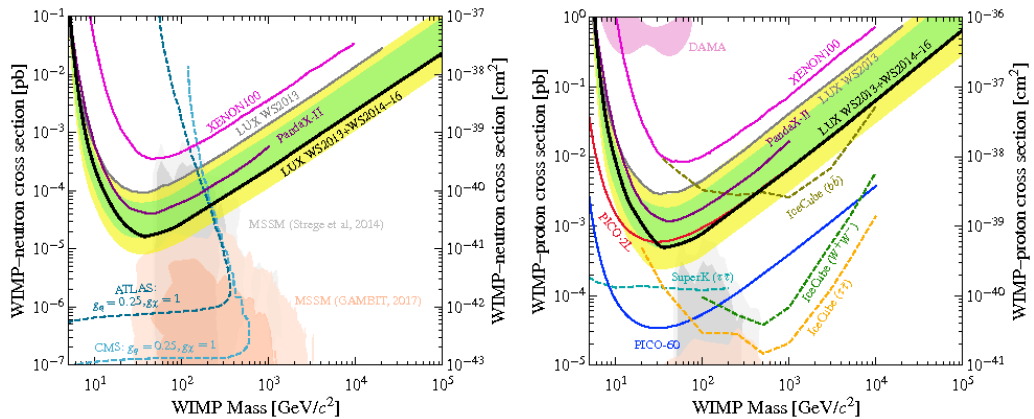 10^-1
10^-2
10^-3
10^-4
10^-5
10^-6
10^-7
WIMP–neutron cross section [pb]
10^1
10^2
10^3
10^4
10^5
WIMP Mass [GeV/c^2]
10^-37
10^-38
10^-39
10^-40
10^-41
10^-42
10^-43
WIMP–neutron cross section [cm^2]
XENON100
LUX WS2013
PandaX-II
LUX WS2013+WS2014–16
MSSM (Strege et al, 2014)
MSSM (GAMBIT, 2017)
ATLAS:
g_q = 0.25, g_χ = 1
CMS: g_q = 0.25, g_χ = 1
10^0
10^-1
10^-2
10^-3
10^-4
10^-5
WIMP–proton cross section [pb]
10^1
10^2
10^3
10^4
10^5
WIMP Mass [GeV/c^2]
10^-36
10^-37
10^-38
10^-39
10^-40
10^-41
WIMP–proton cross section [cm^2]
DAMA
XENON100
LUX WS2013
LUX WS2013+WS2014–16
PandaX-II
IceCube (bb̄)
PICO-2L
SuperK (ττ̄)
IceCube (W^+W^-)
IceCube (ττ̄)
PICO-60